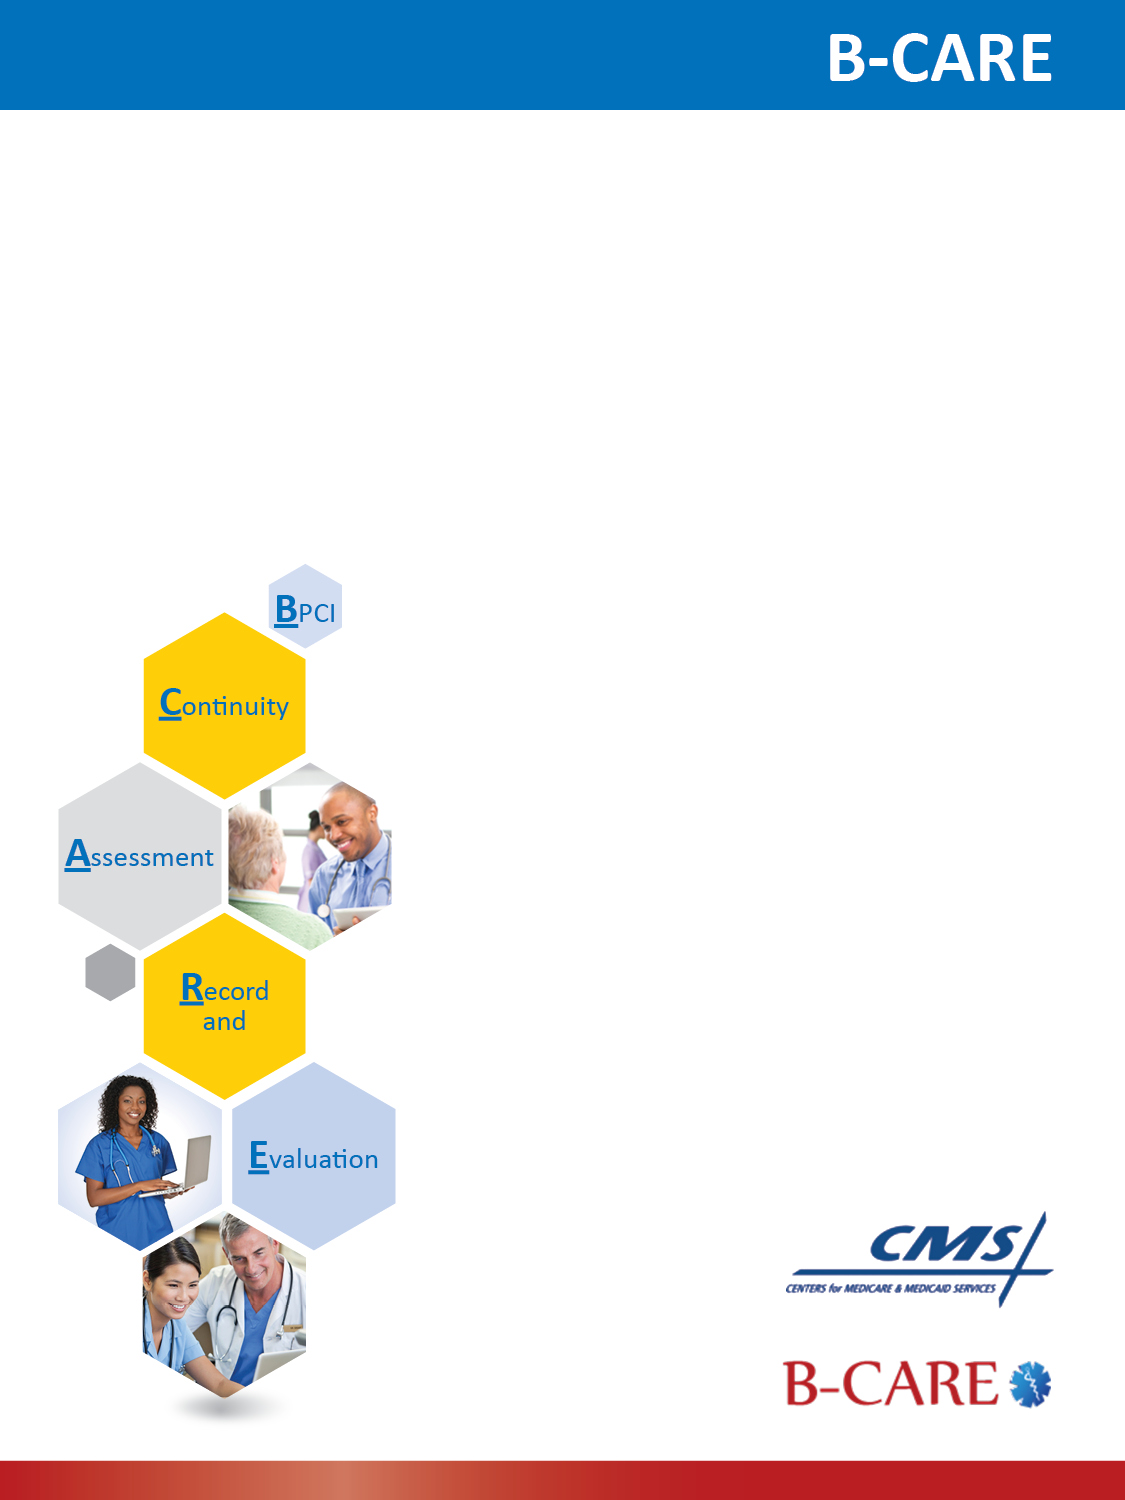 B-CARE
BPCI
Continuity
Assessment
Record
and
Evaluation
CMS
CENTERS for MEDICARE & MEDICAID SERVICES
B-CARE